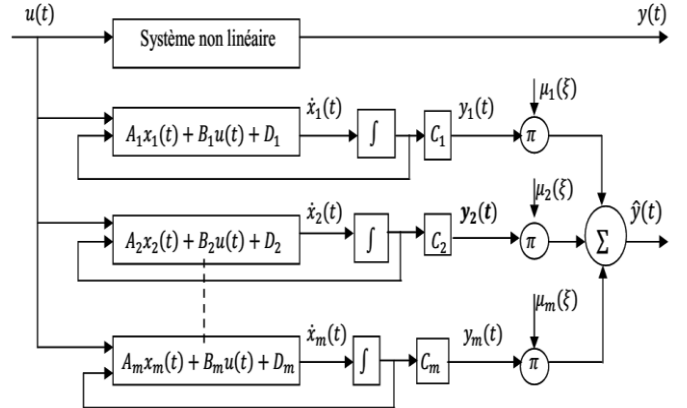 u(t) y(t)
Système non linéaire
ẋ₁(t) y₁(t) μ₁(ξ)
A₁x₁(t) + B₁u(t) + D₁ ∫ C₁ π
ẋ₂(t) y₂(t) μ₂(ξ) ŷ(t)
A₂x₂(t) + B₂u(t) + D₂ ∫ C₂ π Σ
ẋₘ(t) yₘ(t) μₘ(ξ)
Aₘxₘ(t) + Bₘu(t) + Dₘ ∫ Cₘ π